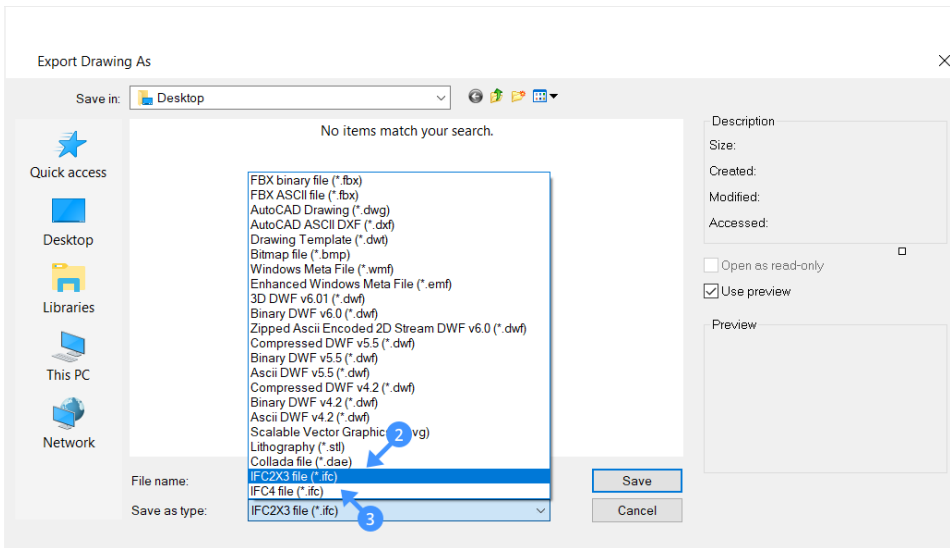 Export Drawing As
Save in: Desktop
No items match your search.
Quick access
Desktop
Libraries
This PC
Network
FBX binary file (*.fbx)
FBX ASCII file (*.fbx)
AutoCAD Drawing (*.dwg)
AutoCAD ASCII DXF (*.dxf)
Drawing Template (*.dwt)
Bitmap file (*.bmp)
Windows Meta File (*.wmf)
Enhanced Windows Meta File (*.emf)
3D DWF v6.01 (*.dwf)
Binary DWF v6.0 (*.dwf)
Zipped Ascii Encoded 2D Stream DWF v6.0 (*.dwf)
Compressed DWF v5.5 (*.dwf)
Binary DWF v5.5 (*.dwf)
Ascii DWF v5.5 (*.dwf)
Compressed DWF v4.2 (*.dwf)
Binary DWF v4.2 (*.dwf)
Ascii DWF v4.2 (*.dwf)
Scalable Vector Graphic 2 vg)
Lithography (*.stl)
Collada file (*.dae)
IFC2X3 file (*.ifc)
IFC4 file (*.ifc)
3
File name:
Save as type: IFC2X3 file (*.ifc)
Save
Cancel
Description
Size:
Created:
Modified:
Accessed:
Open as read-only
Use preview
Preview